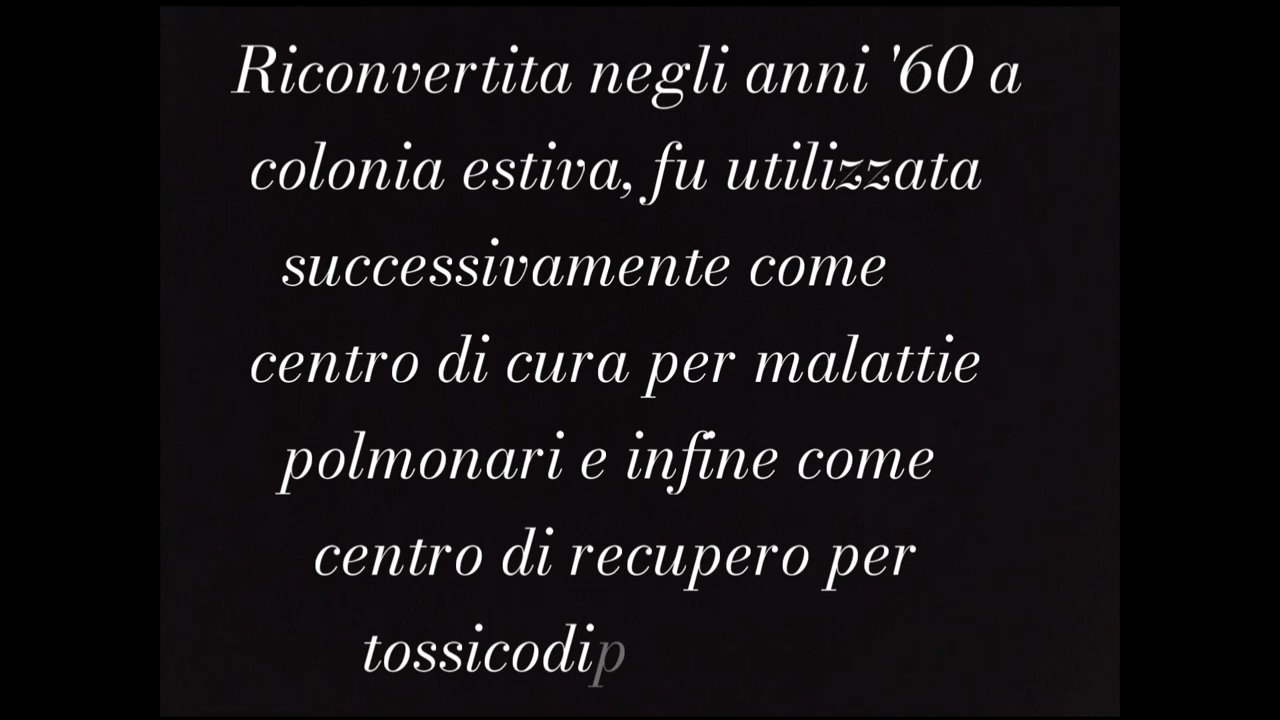 Riconvertita negli anni '60 a
colonia estiva, fu utilizzata
successivamente come
centro di cura per malattie
polmonari e infine come
centro di recupero per
tossicodip